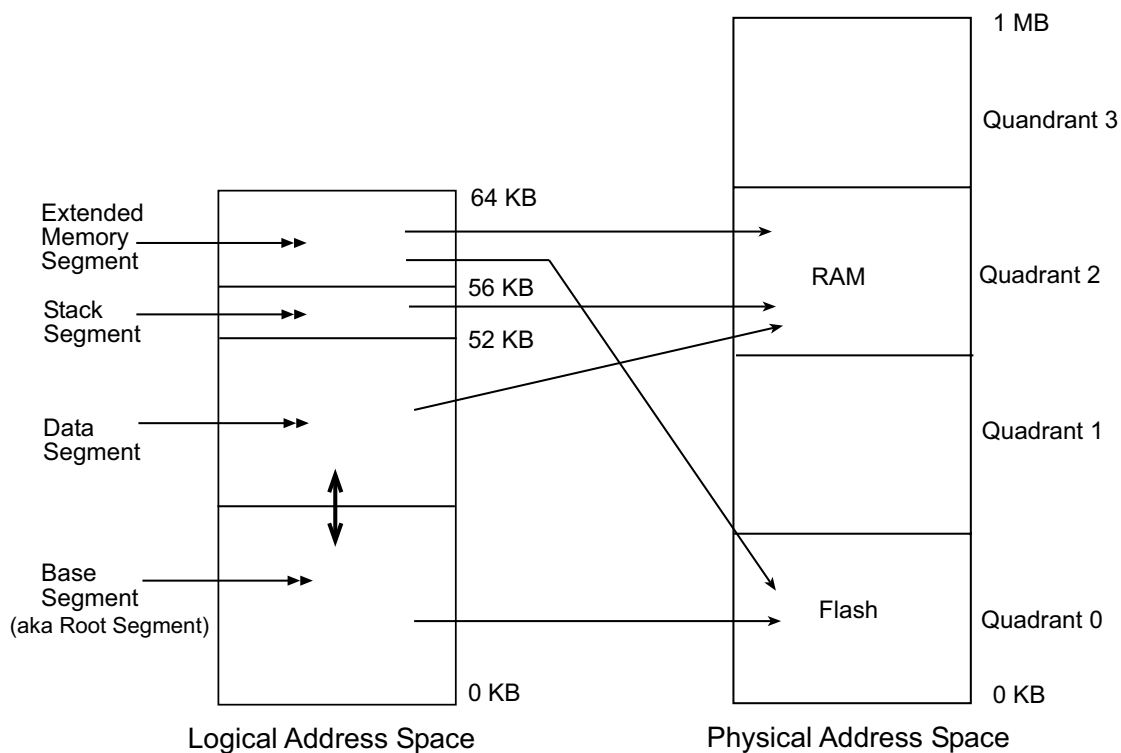 1 MB
Quandrant 3
Extended
Memory
Segment
64 KB
56 KB
RAM
Quadrant 2
Stack
Segment
52 KB
Data
Segment
Quadrant 1
Base
Segment
(aka Root Segment)
Flash
Quadrant 0
0 KB
0 KB
Logical Address Space
Physical Address Space